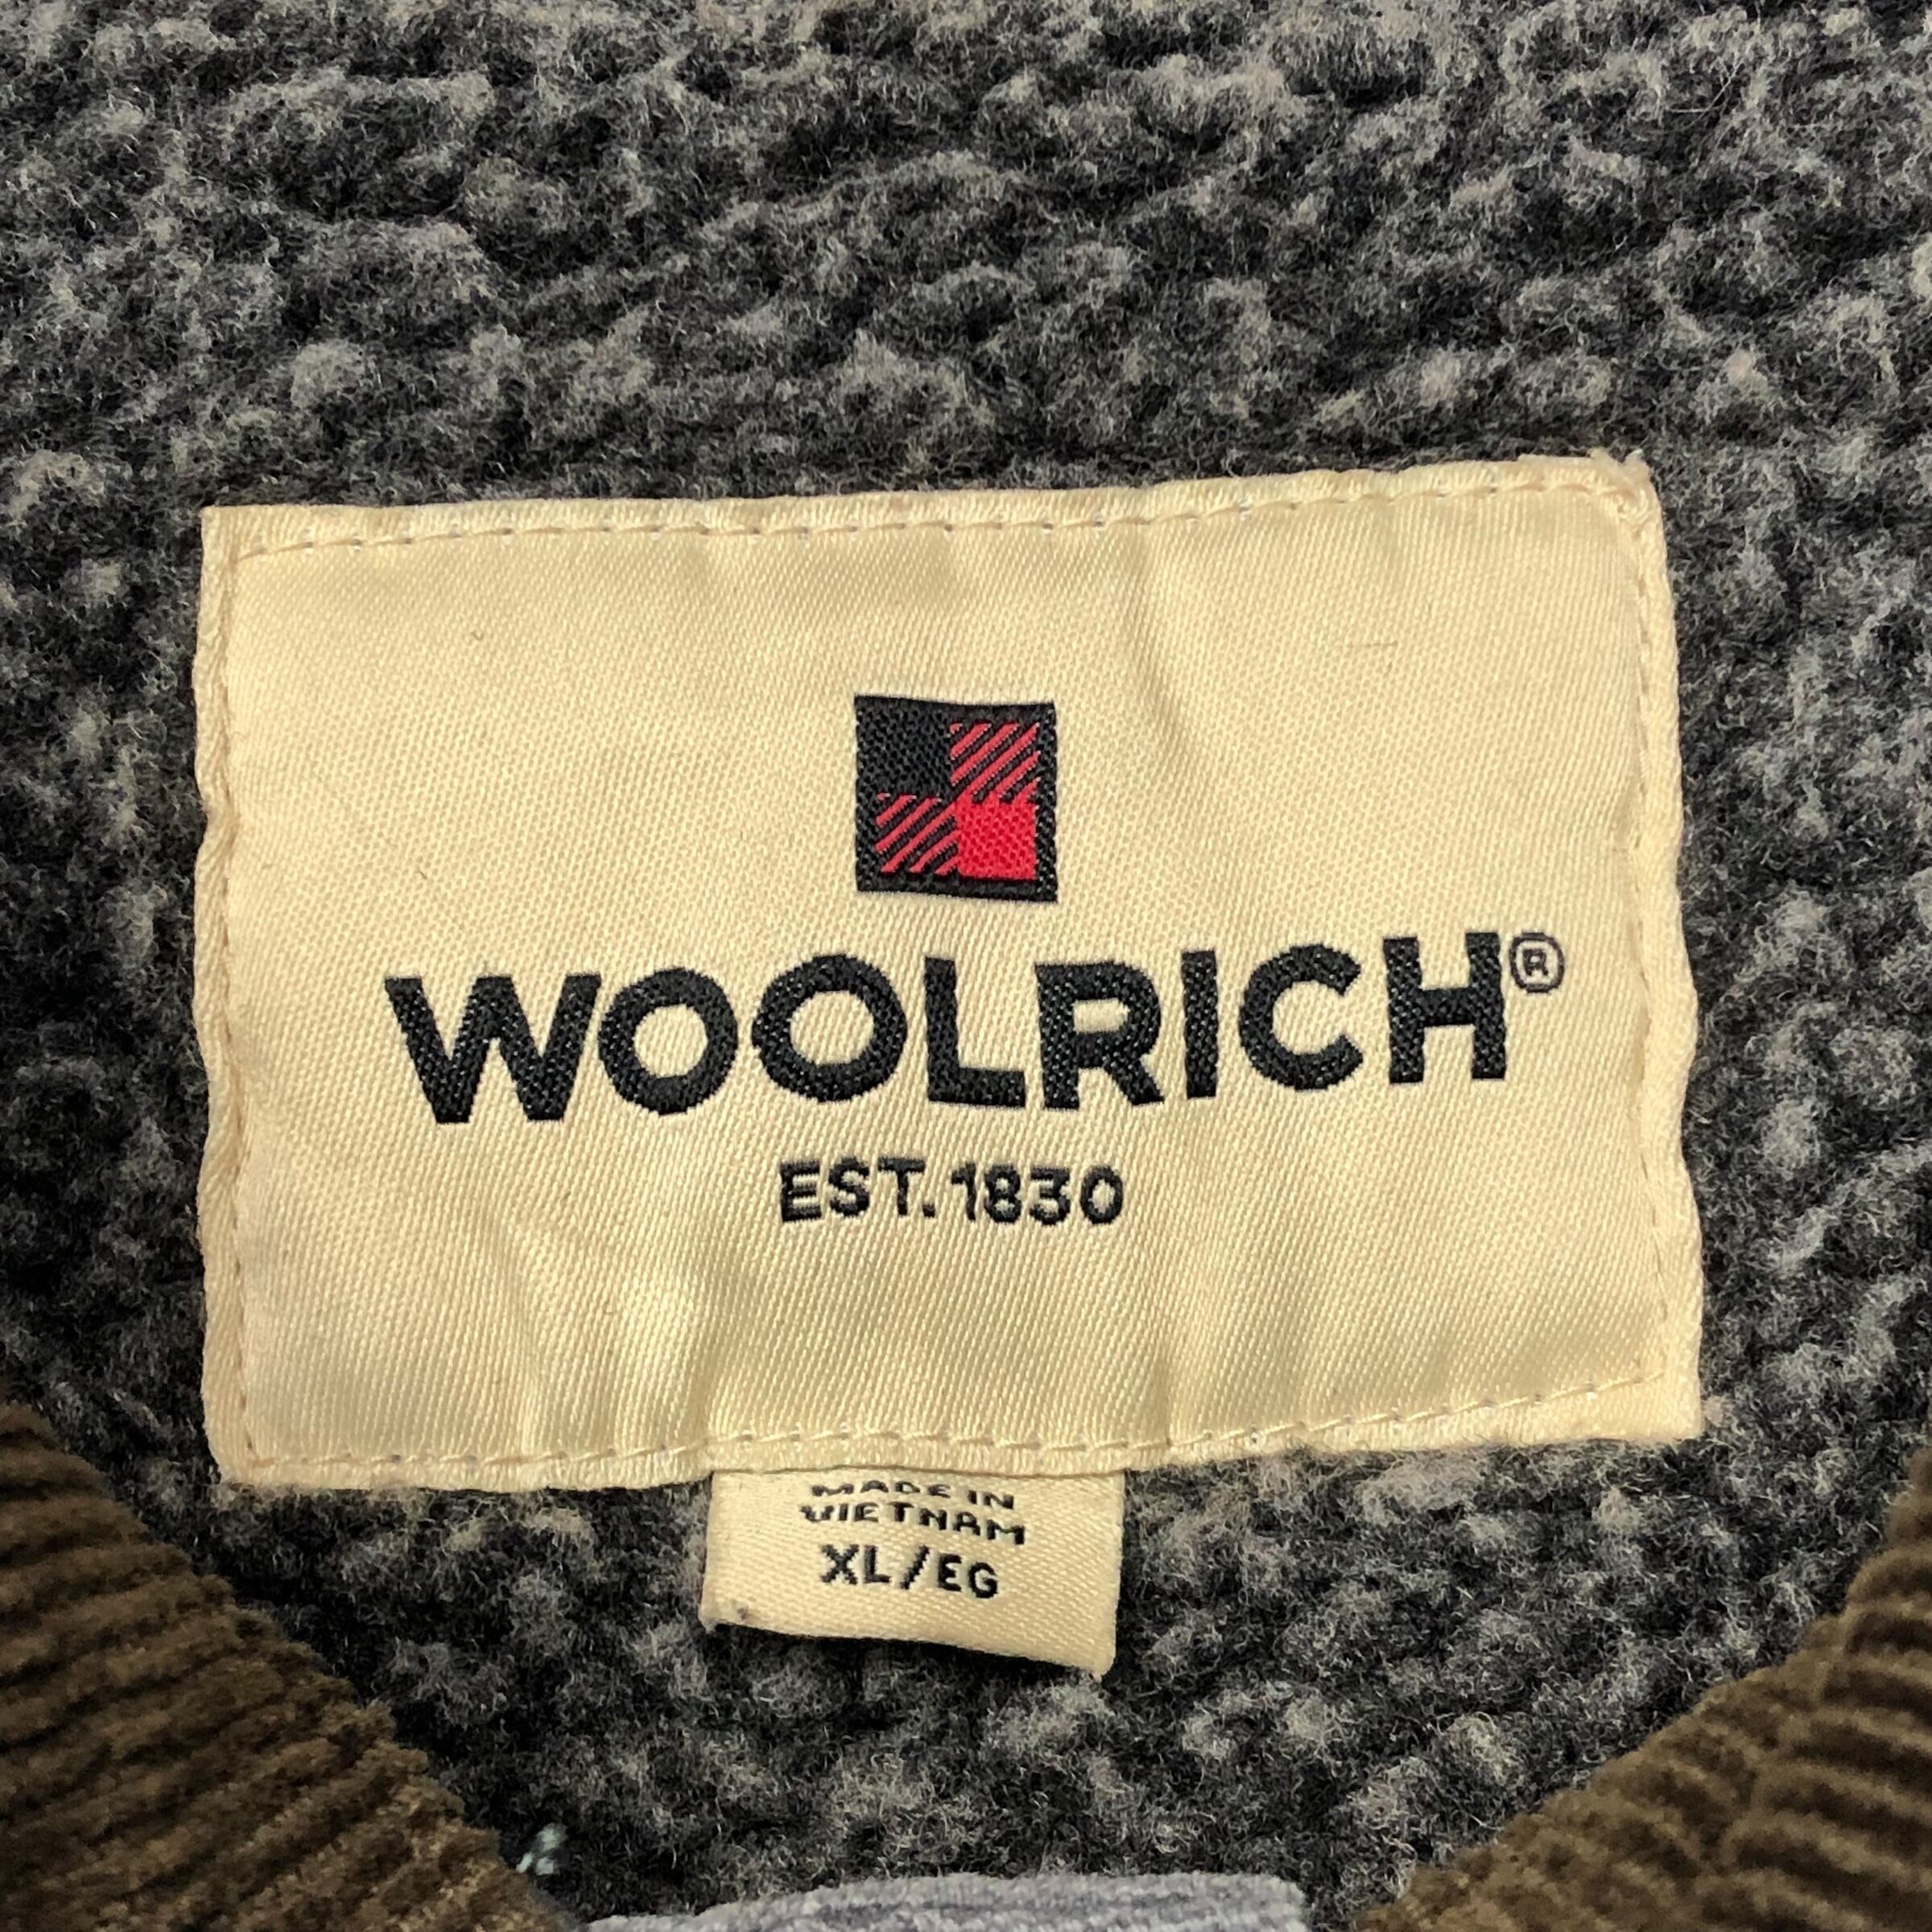 WOOLRICH®
EST. 1830
MADE IN
VIETNAM
XL/EG